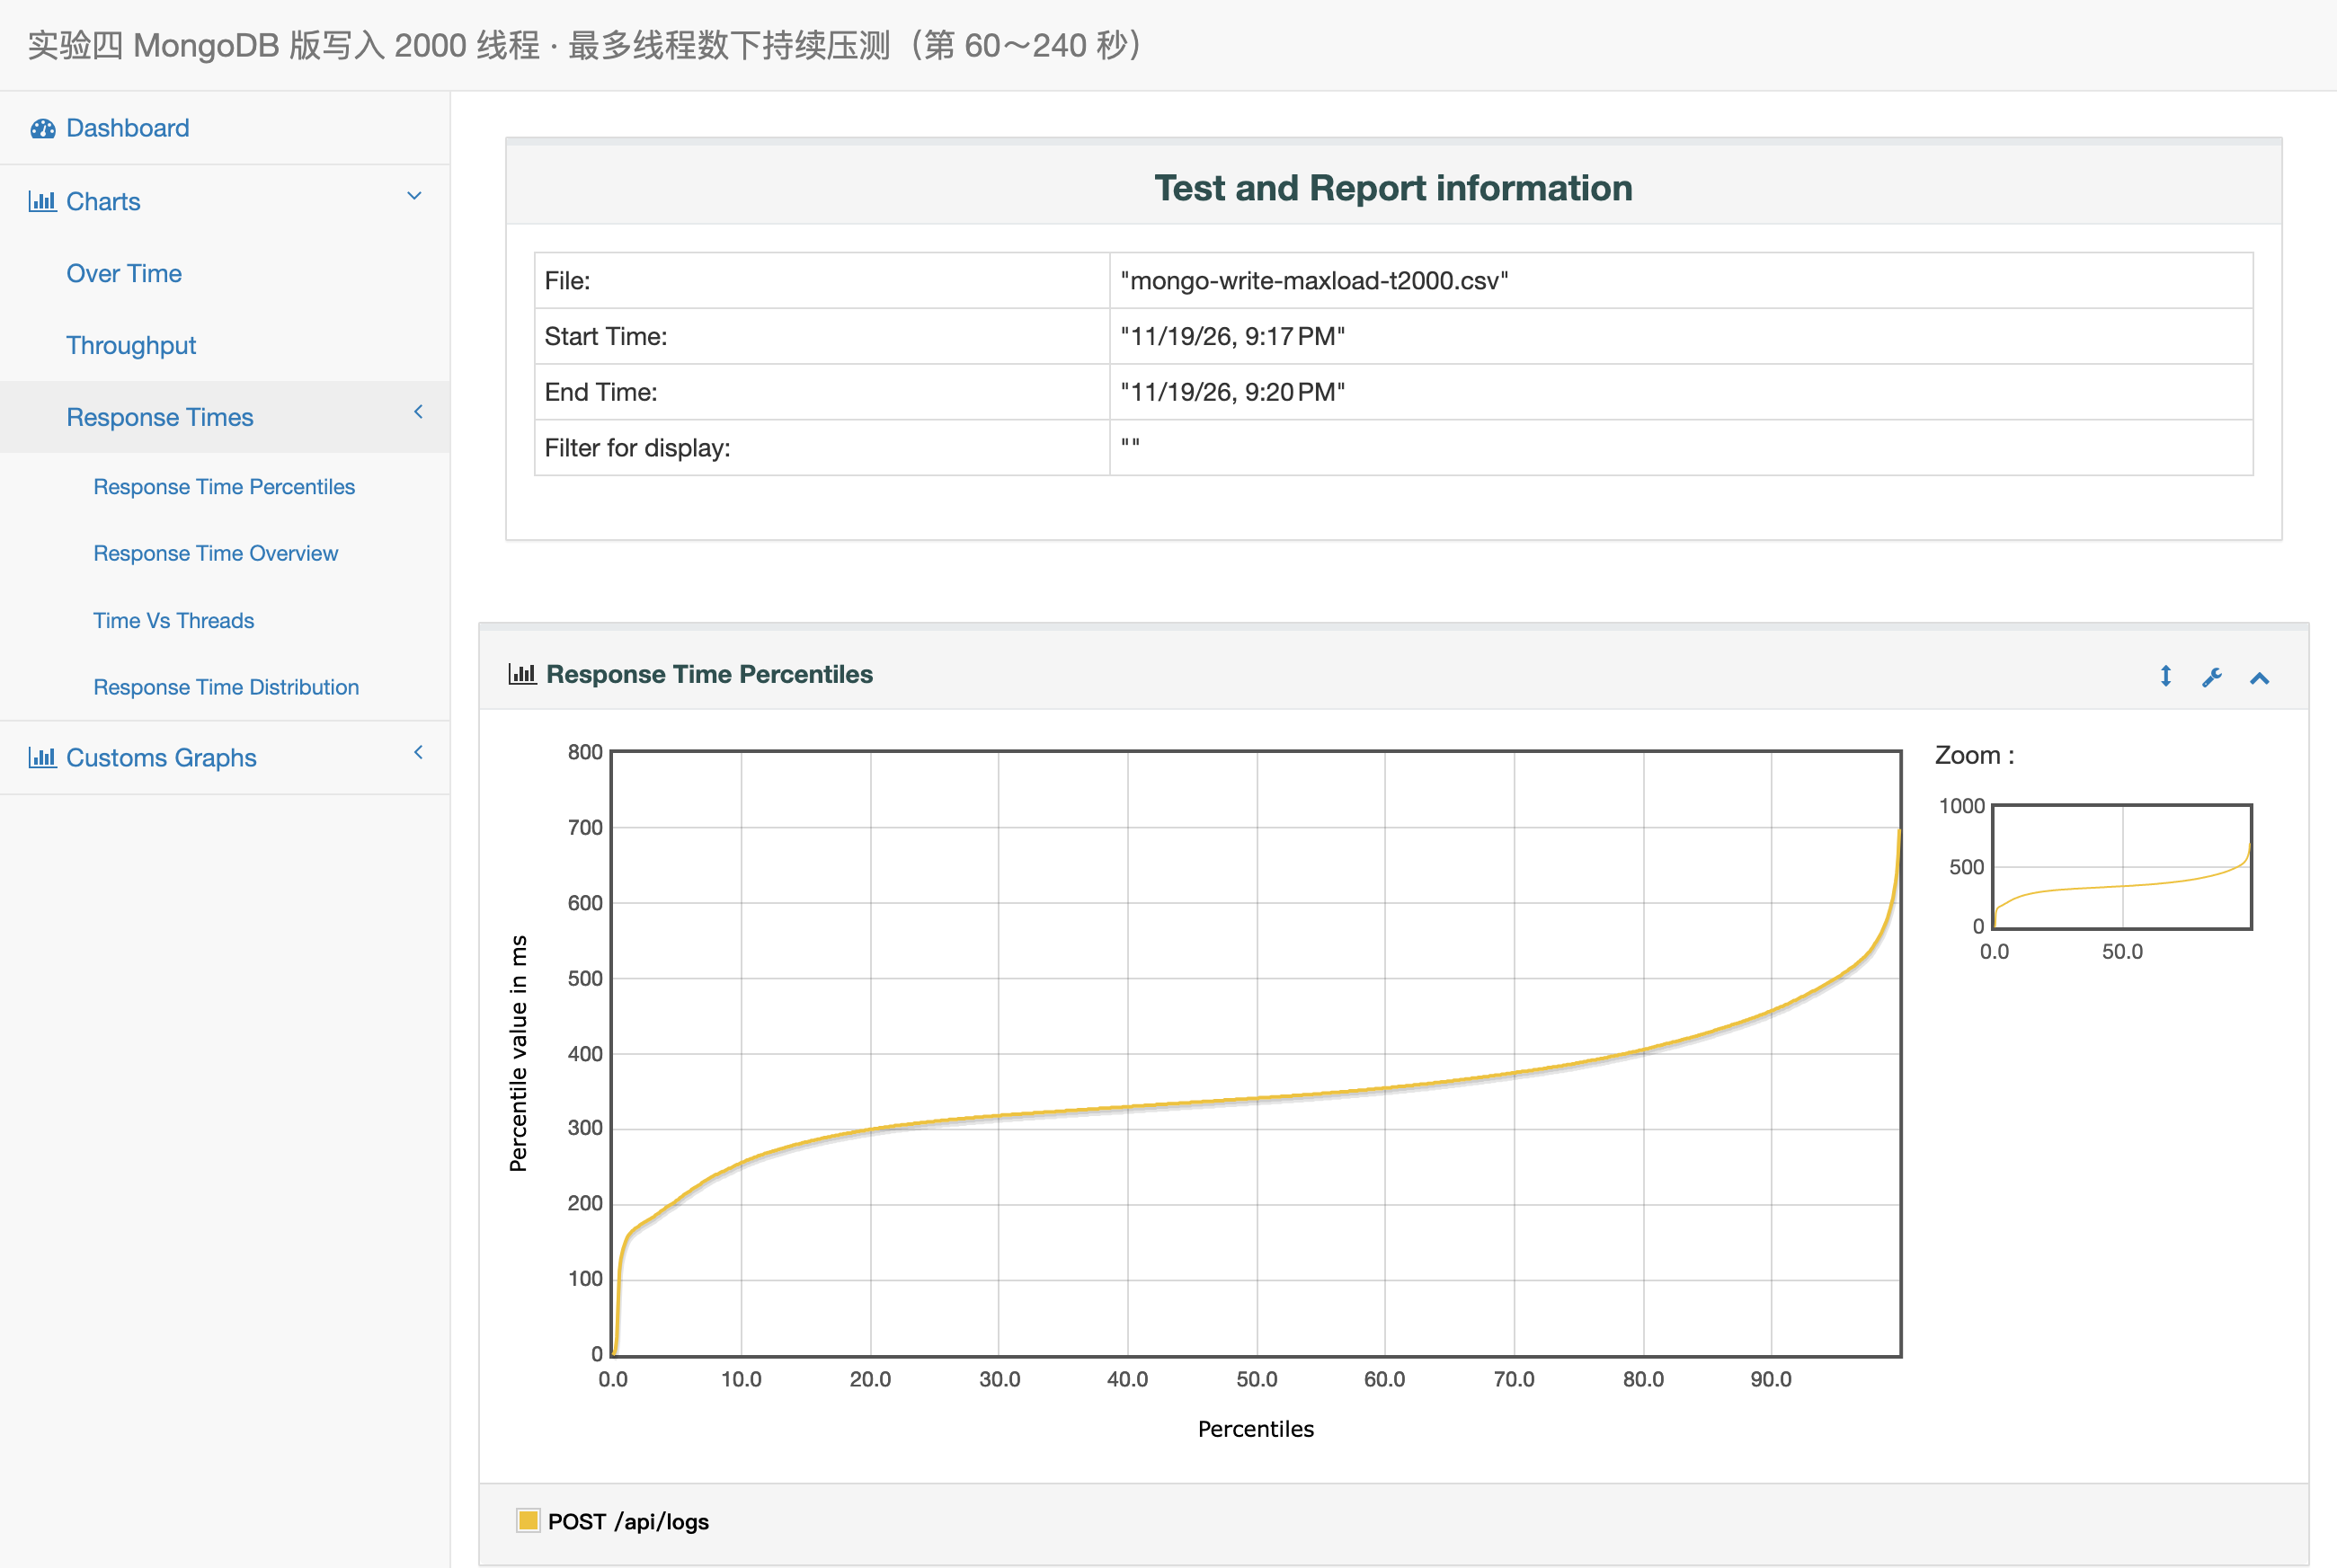 实验四 MongoDB 版写入 2000 线程 · 最多线程数下持续压测（第 60～240 秒）
Dashboard
Charts
Over Time
Throughput
Response Times
Response Time Percentiles
Response Time Overview
Time Vs Threads
Response Time Distribution
Customs Graphs
Test and Report information
File: "mongo-write-maxload-t2000.csv"
Start Time: "11/19/26, 9:17 PM"
End Time: "11/19/26, 9:20 PM"
Filter for display: ""
Response Time Percentiles
Percentile value in ms
800
700
600
500
400
300
200
100
0
0.0 10.0 20.0 30.0 40.0 50.0 60.0 70.0 80.0 90.0
Percentiles
Zoom :
1000
500
0
0.0 50.0
POST /api/logs